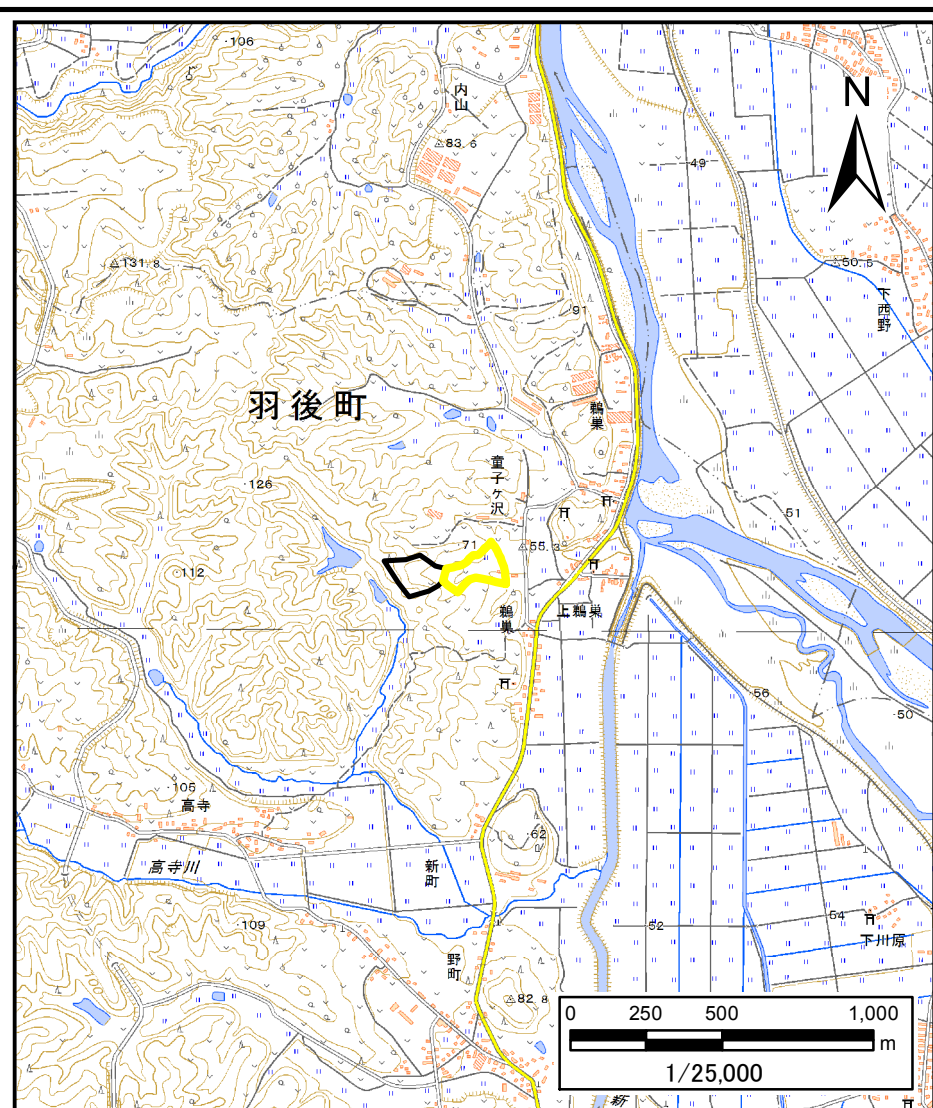 ・106
内山
△83.6
N
49
△131.8
△50.5
下西野
・91
羽後町
鵜巣
童子ヶ沢
・126
51
71
△55.3
・112
鵜巣
上鵜巣
・56
・50
・105
高寺
・62
高寺川
新町
・109
52
54
下川原
野町
△82.8
0 250 500 1,000
m
1/25,000
新